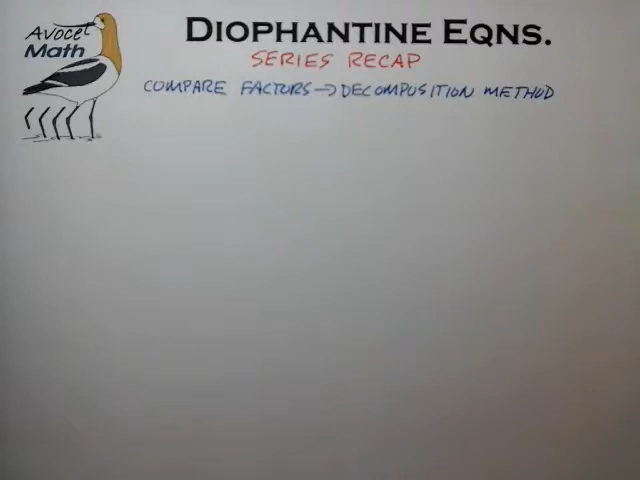 Avocet
Math
DIOPHANTINE EQNS.
SERIES RECAP
COMPARE FACTORS → DECOMPOSITION METHOD